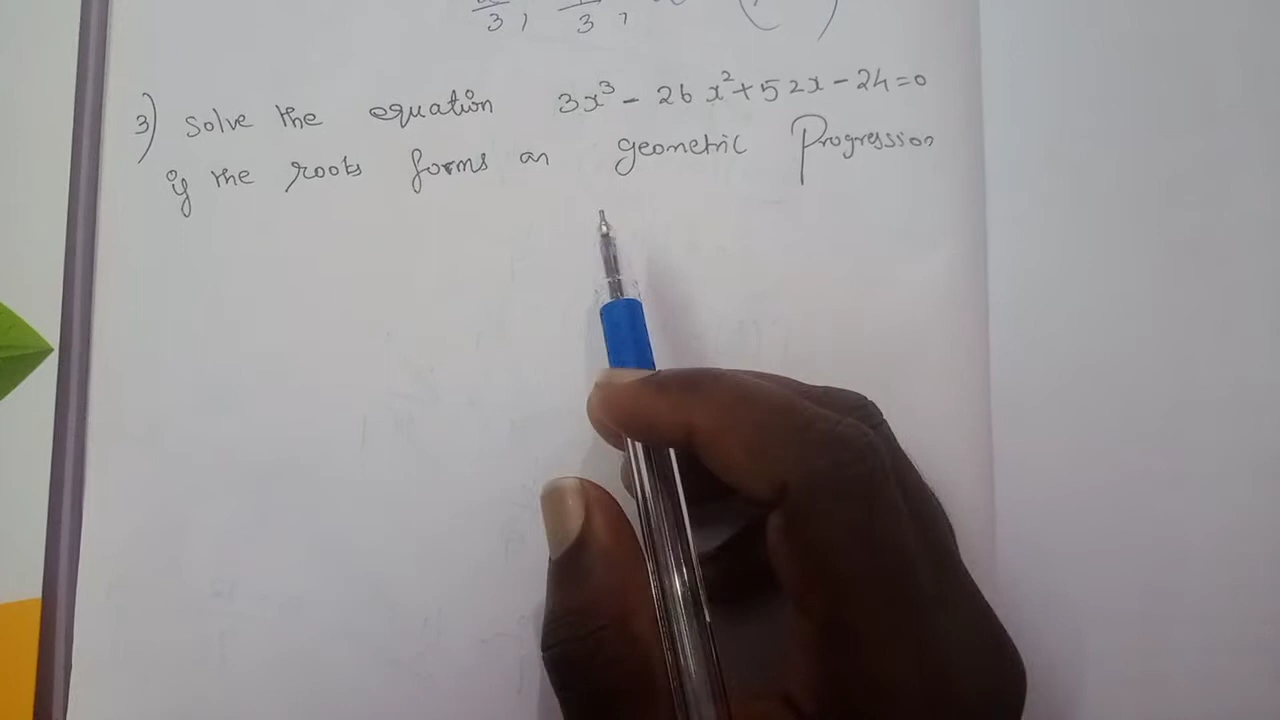 3) Solve the equation 3x³ - 26x² + 52x - 24 = 0
if the roots forms an geometric Progression